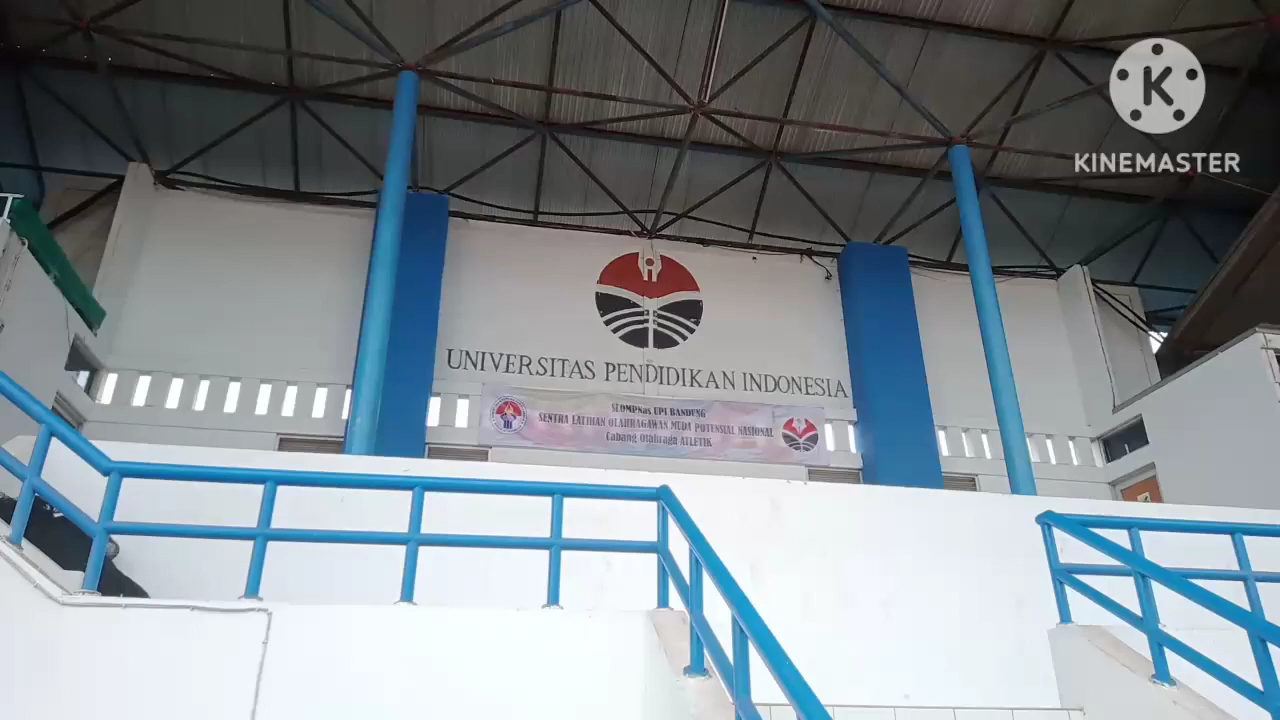 K
KINEMASTER
UNIVERSITAS PENDIDIKAN INDONESIA
SLOMPNas UPI BANDUNG
SENTRA LATIHAN OLAHRAGAWAN MUDA POTENSIAL NASIONAL
Cabang Olahraga ATLETIK